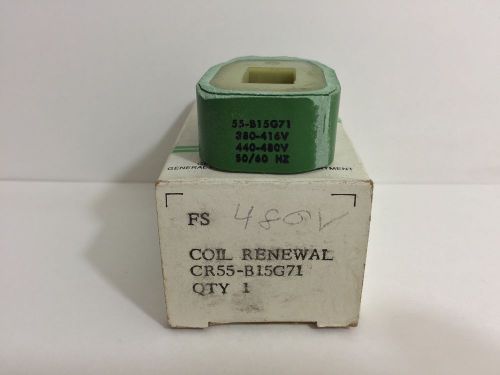 55-B15G71
380-416V
440-480V
50/60 HZ
FS 480V
COIL RENEWAL
CR55-B15G71
QTY 1